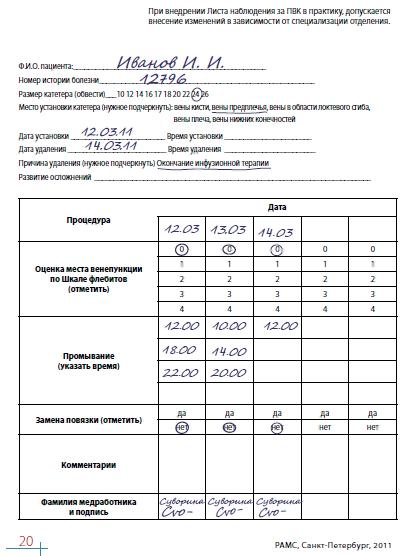 При внедрении Листа наблюдения за ПВК в практику, допускается
внесение изменений в зависимости от специализации отделения.
Ф.И.О. пациента: Иванов И. И.
Номер истории болезни 12796
Размер катетера (обвести) 10 12 14 16 17 18 20 22 24 26
Место установки катетера (нужное подчеркнуть): вены кисти, вены предплечья, вены в области локтевого сгиба,
вены плеча, вены нижних конечностей
Дата установки 12.03.11 Время установки
Дата удаления 14.03.11 Время удаления
Причина удаления (нужное подчеркнуть) Окончание инфузионной терапии
Развитие осложнений
Процедура Дата
12.03 13.03 14.03
Оценка места венепункции
по Шкале флебитов
(отметить)
0 0 0 0 0
1 1 1 1 1
2 2 2 2 2
3 3 3 3 3
4 4 4 4 4
Промывание
(указать время)
12.00 10.00 12.00
18.00 14.00
22.00 20.00
Замена повязки (отметить)
да да да да да
нет нет нет нет нет
Комментарии
Фамилия медработника
и подпись
Суворина Суворина Суворина
Суо- Суо- Суо-
20 РАМС, Санкт-Петербург, 2011